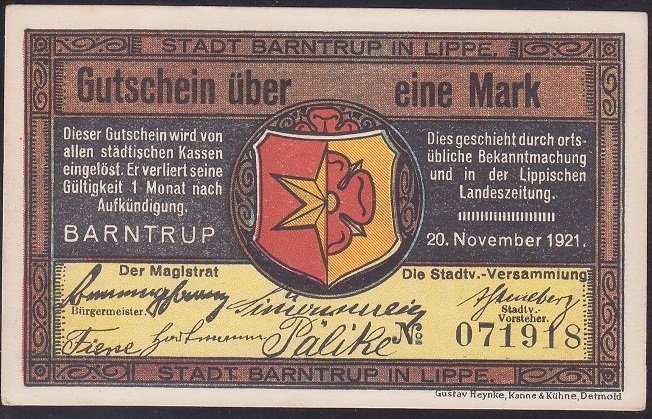 STADT BARNTRUP IN LIPPE.
Gutschein über eine Mark
Dieser Gutschein wird von
allen städtischen Kassen
eingelöst. Er verliert seine
Gültigkeit 1 Monat nach
Aufkündigung.
BARNTRUP
Dies geschieht durch orts-
übliche Bekanntmachung
und in der Lippischen
Landeszeitung.
20. November 1921.
Der Magistrat
Bürgermeister.
Fiene Hartmann Pälike
Die Stadtv.-Versammlung
Stadtv.-
Vorsteher.
№ 071918
STADT BARNTRUP IN LIPPE.
Gustav Heynke, Kanne & Kühne, Detmold